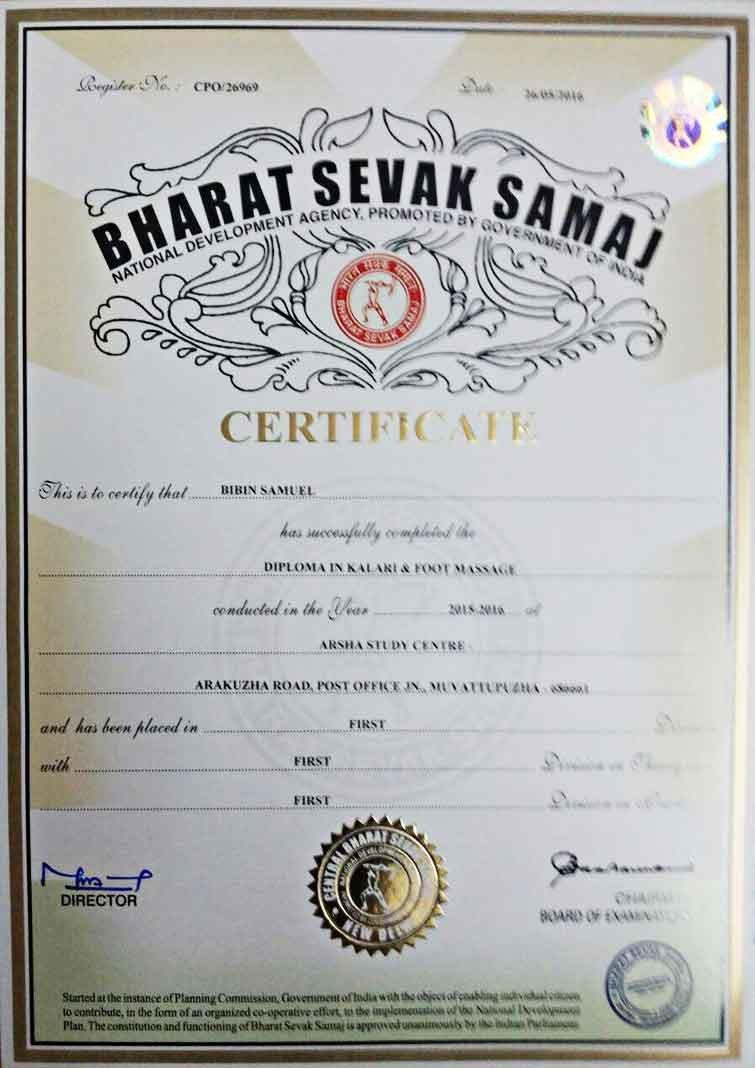 Register No. : CPO/26969
Date 26/05/2016
BHARAT SEVAK SAMAJ
NATIONAL DEVELOPMENT AGENCY, PROMOTED BY GOVERNMENT OF INDIA
BHARAT SEVAK SAMAJ
CERTIFICATE
This is to certify that BIBIN SAMUEL
has successfully completed the
DIPLOMA IN KALARI & FOOT MASSAGE
conducted in the Year 2015-2016 at
ARSHA STUDY CENTRE
ARAKUZHA ROAD, POST OFFICE JN., MUVATTUPUZHA
and has been placed in FIRST
with FIRST Division in
FIRST Division in
CENTRAL BHARAT SEVAK
NATIONAL DEVELOPMENT
NEW DELHI
DIRECTOR
BOARD OF
BHARAT SEVAK
Started at the instance of Planning Commission, Government of India with the object of enabling individual citizen
to contribute, in the form of an organized co-operative effort, to the implementation of the National Development
Plan. The constitution and functioning of Bharat Sevak Samaj is approved unanimously by the Indian Parliament